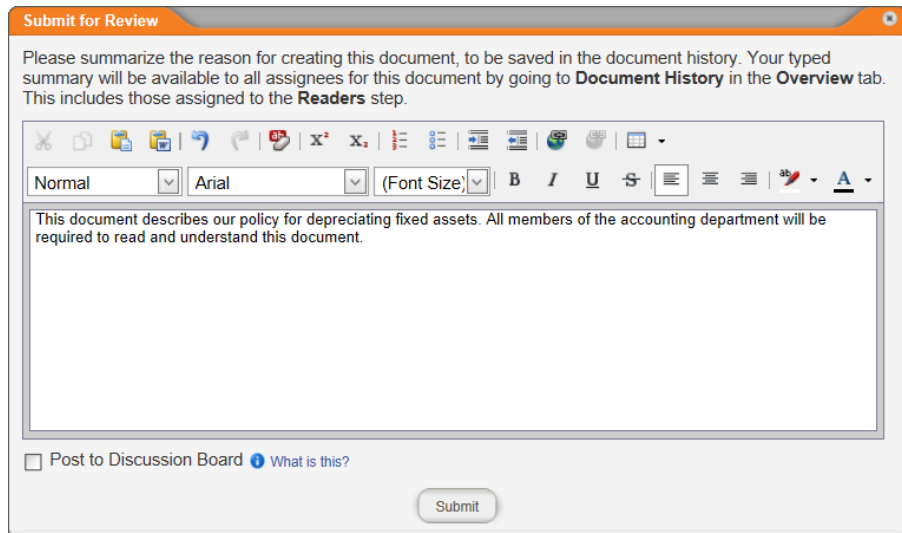 Submit for Review
Please summarize the reason for creating this document, to be saved in the document history. Your typed
summary will be available to all assignees for this document by going to Document History in the Overview tab.
This includes those assigned to the Readers step.
Normal Arial (Font Size) B I U S A
This document describes our policy for depreciating fixed assets. All members of the accounting department will be
required to read and understand this document.
Post to Discussion Board What is this?
Submit